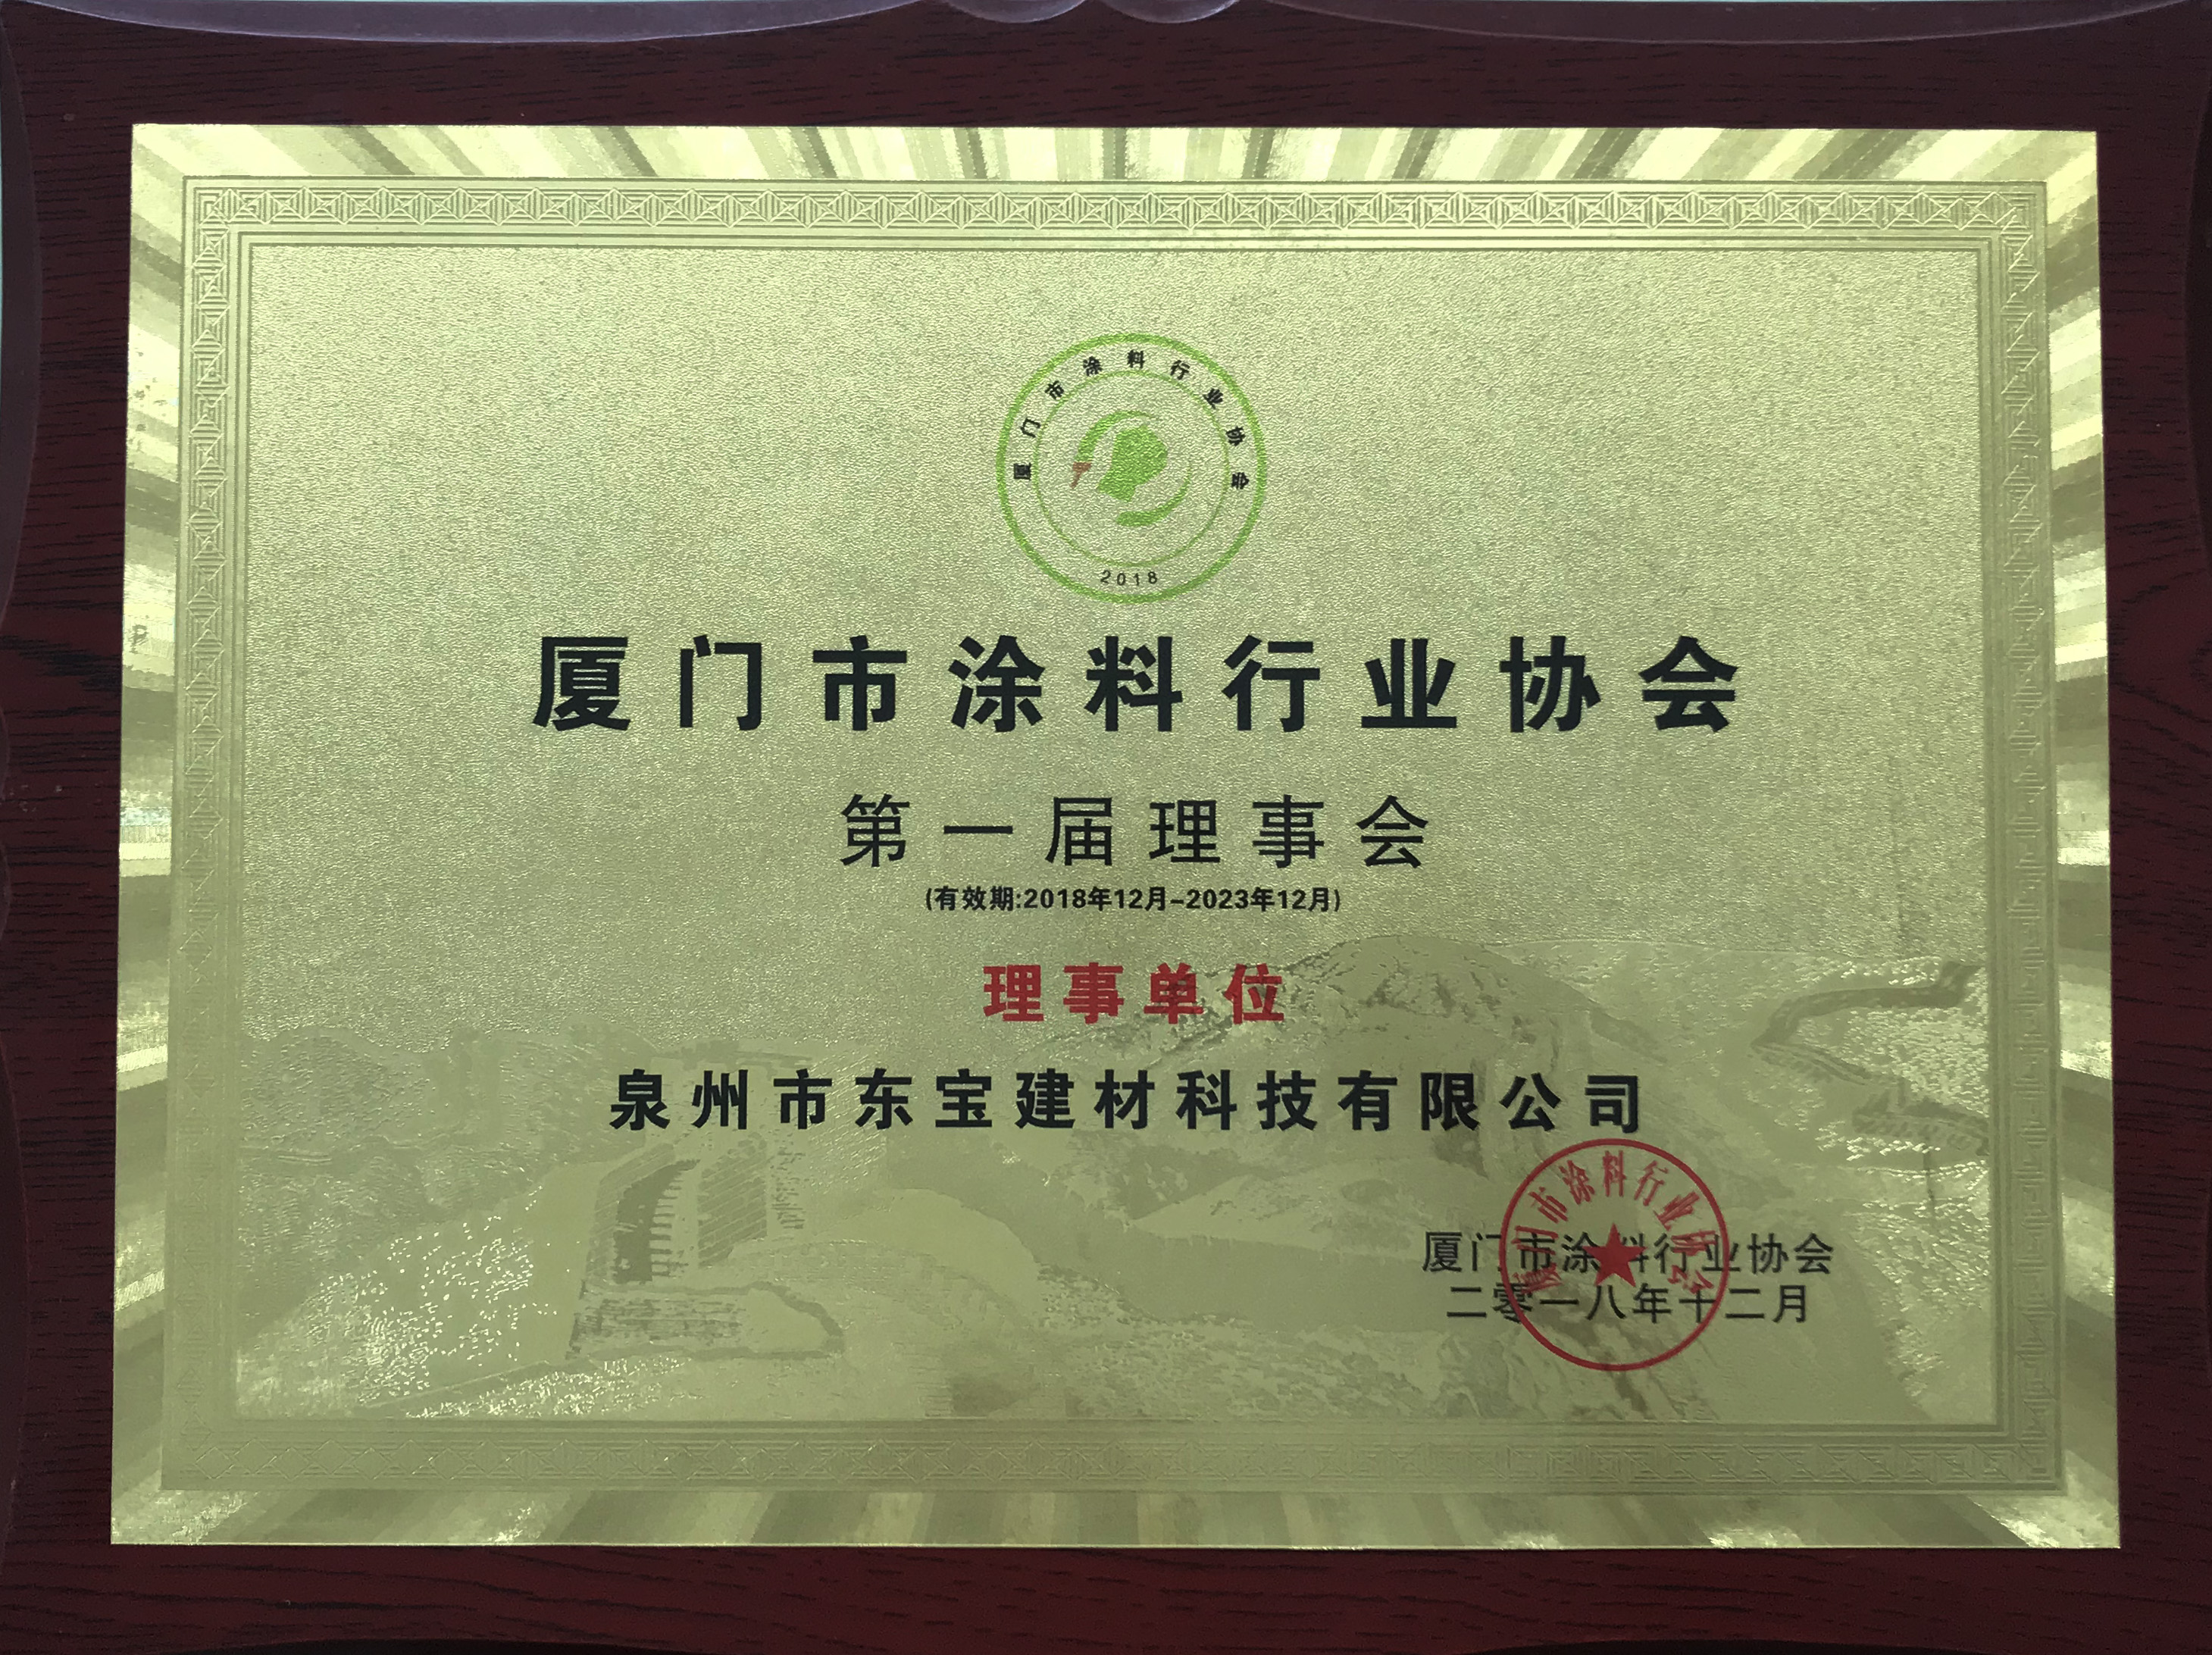 厦门市涂料行业协会
2018
厦门市涂料行业协会
第一届理事会
(有效期:2018年12月-2023年12月)
理事单位
泉州市东宝建材科技有限公司
厦门市涂料行业协会
厦门市涂料行业协会
二零一八年十二月